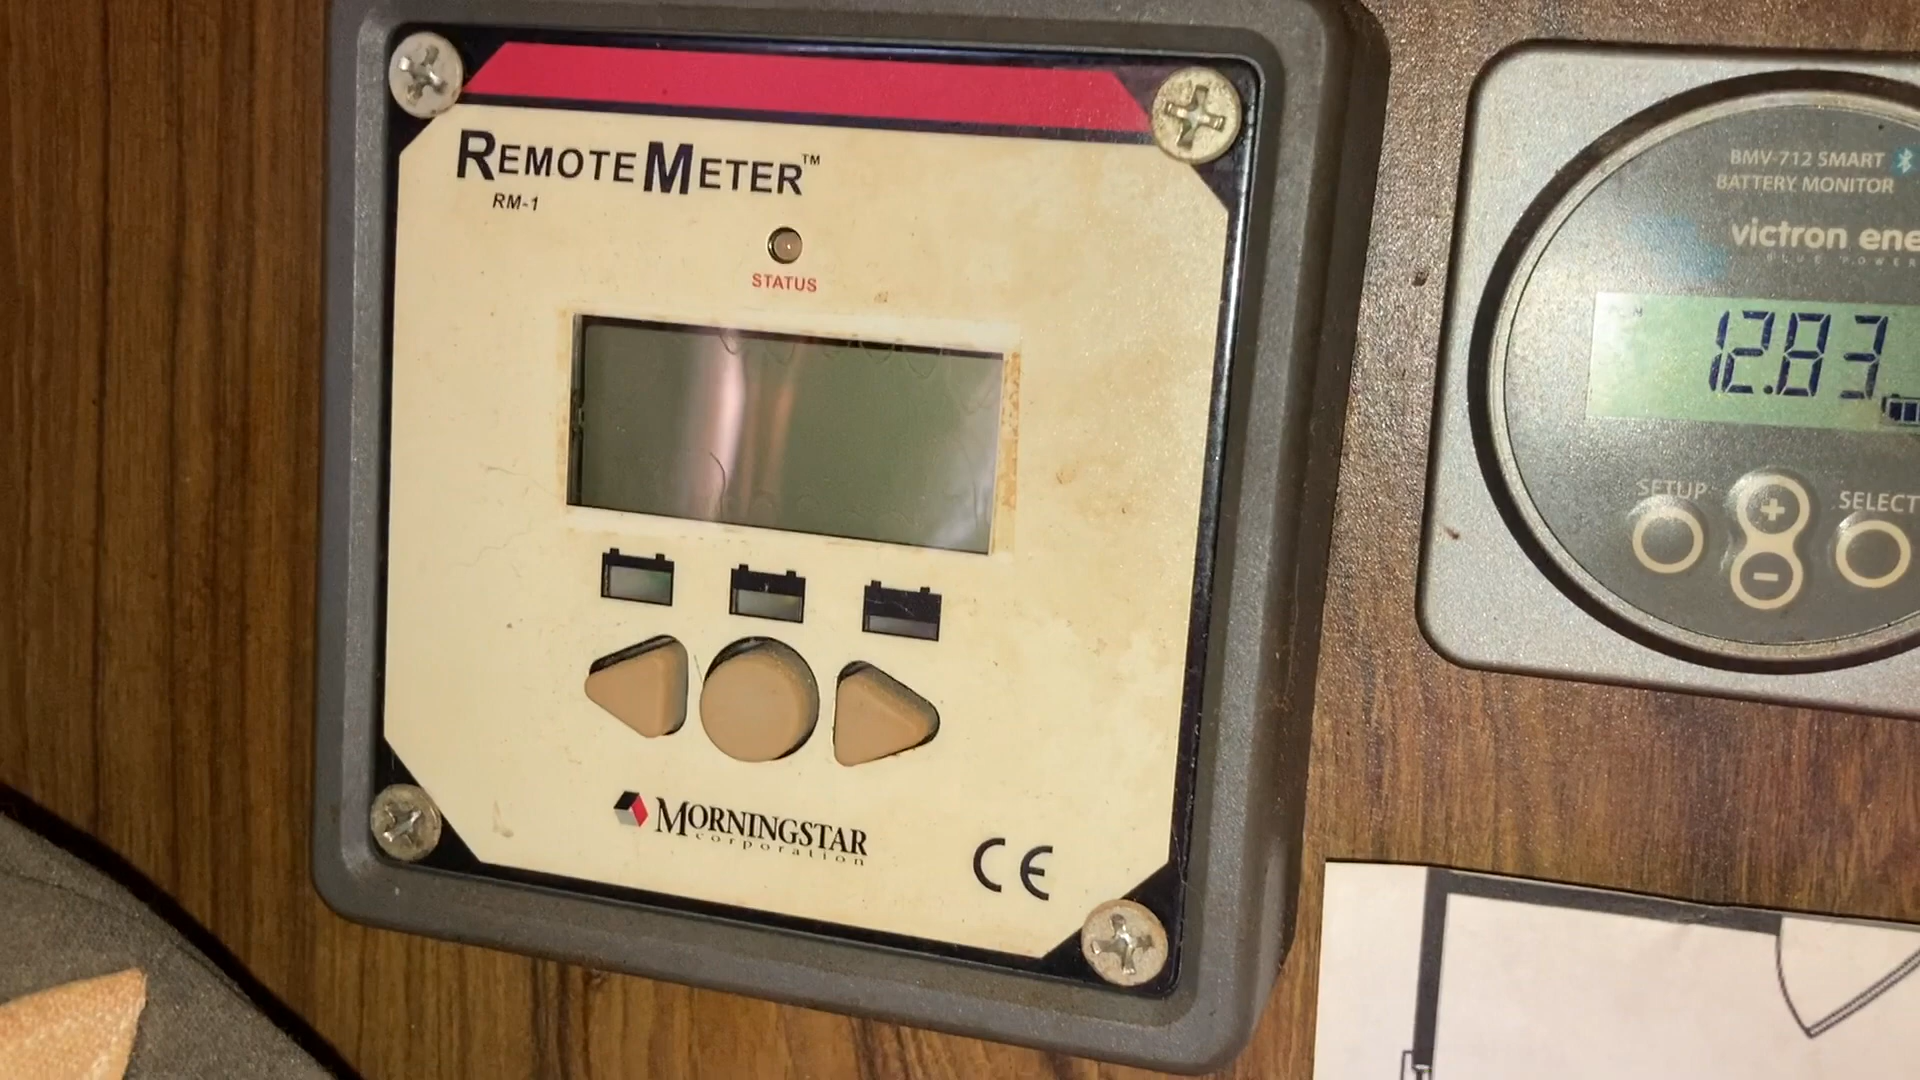 REMOTEMETER™
RM-1
STATUS
MORNINGSTAR
corporation
CE
BMV-712 SMART
BATTERY MONITOR
victron ene
BLUE POWER
12.83
SETUP
+
SELECT
-